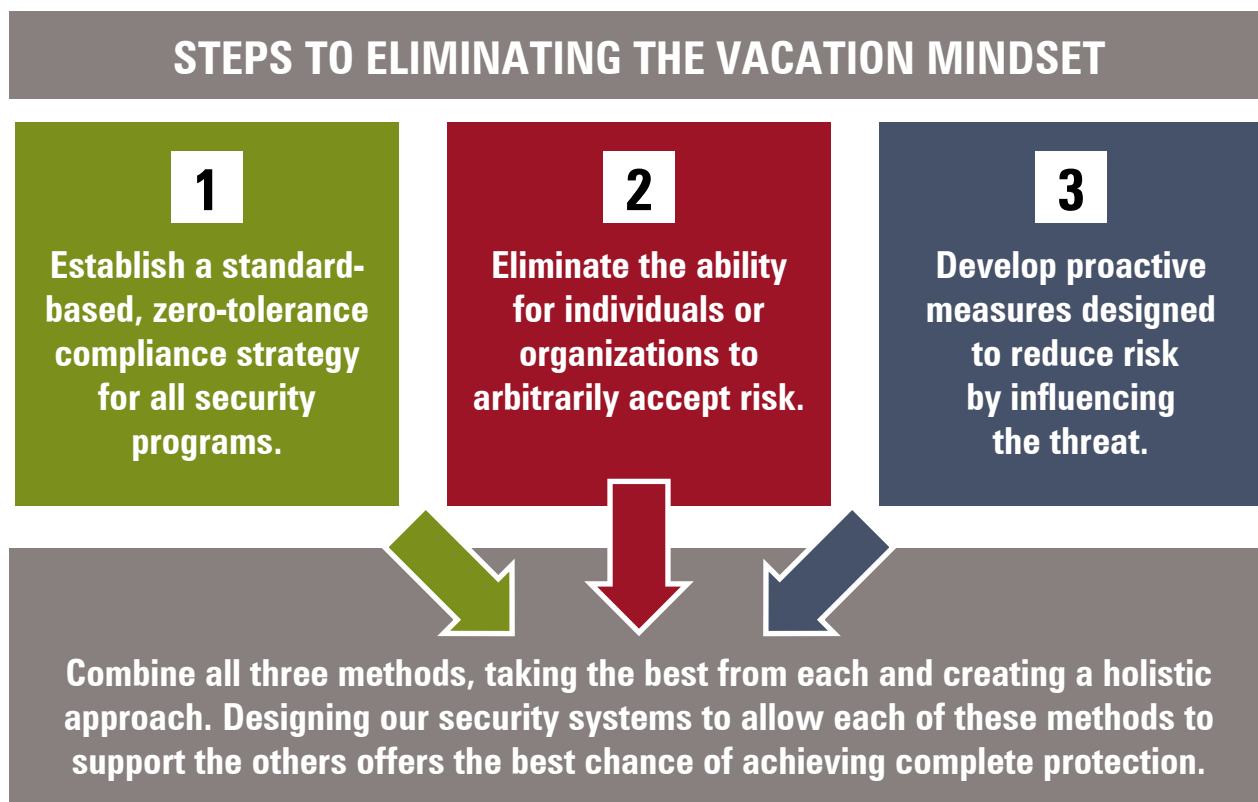 STEPS TO ELIMINATING THE VACATION MINDSET
1
Establish a standard-
based, zero-tolerance
compliance strategy
for all security
programs.
2
Eliminate the ability
for individuals or
organizations to
arbitrarily accept risk.
3
Develop proactive
measures designed
to reduce risk
by influencing
the threat.
Combine all three methods, taking the best from each and creating a holistic
approach. Designing our security systems to allow each of these methods to
support the others offers the best chance of achieving complete protection.